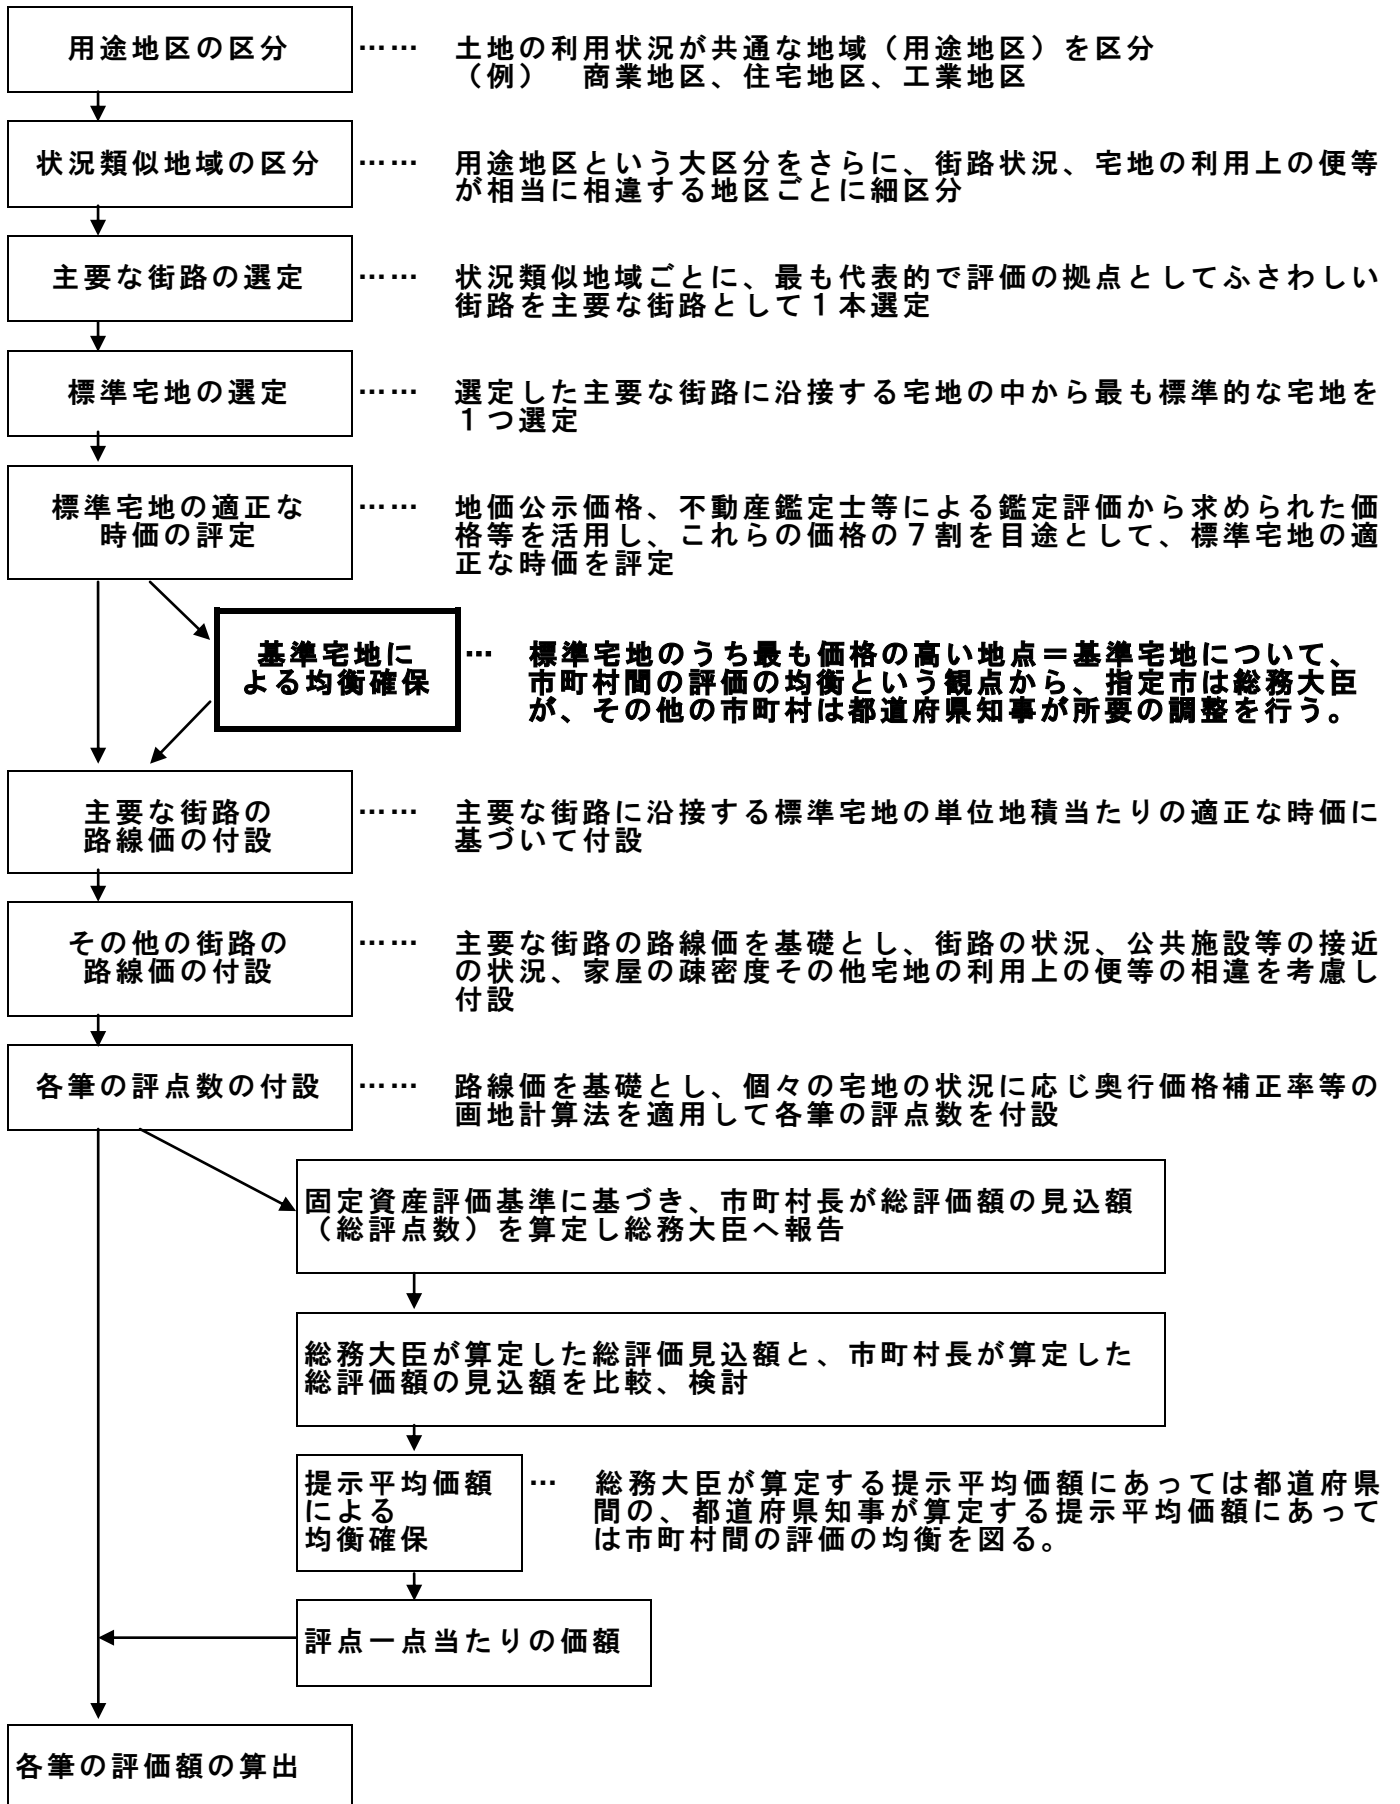 用途地区の区分
…… 土地の利用状況が共通な地域（用途地区）を区分
（例）　商業地区、住宅地区、工業地区
状況類似地域の区分
…… 用途地区という大区分をさらに、街路状況、宅地の利用上の便等
が相当に相違する地区ごとに細区分
主要な街路の選定
…… 状況類似地域ごとに、最も代表的で評価の拠点としてふさわしい
街路を主要な街路として１本選定
標準宅地の選定
…… 選定した主要な街路に沿接する宅地の中から最も標準的な宅地を
１つ選定
標準宅地の適正な
時価の評定
…… 地価公示価格、不動産鑑定士等による鑑定評価から求められた価
格等を活用し、これらの価格の７割を目途として、標準宅地の適
正な時価を評定
基準宅地に
よる均衡確保
… 標準宅地のうち最も価格の高い地点＝基準宅地について、
市町村間の評価の均衡という観点から、指定市は総務大臣
が、その他の市町村は都道府県知事が所要の調整を行う。
主要な街路の
路線価の付設
…… 主要な街路に沿接する標準宅地の単位地積当たりの適正な時価に
基づいて付設
その他の街路の
路線価の付設
…… 主要な街路の路線価を基礎とし、街路の状況、公共施設等の接近
の状況、家屋の疎密度その他宅地の利用上の便等の相違を考慮し
付設
各筆の評点数の付設
…… 路線価を基礎とし、個々の宅地の状況に応じ奥行価格補正率等の
画地計算法を適用して各筆の評点数を付設
固定資産評価基準に基づき、市町村長が総評価額の見込額
（総評点数）を算定し総務大臣へ報告
総務大臣が算定した総評価見込額と、市町村長が算定した
総評価額の見込額を比較、検討
提示平均価額
による
均衡確保
… 総務大臣が算定する提示平均価額にあっては都道府県
間の、都道府県知事が算定する提示平均価額にあって
は市町村間の評価の均衡を図る。
評点一点当たりの価額
各筆の評価額の算出